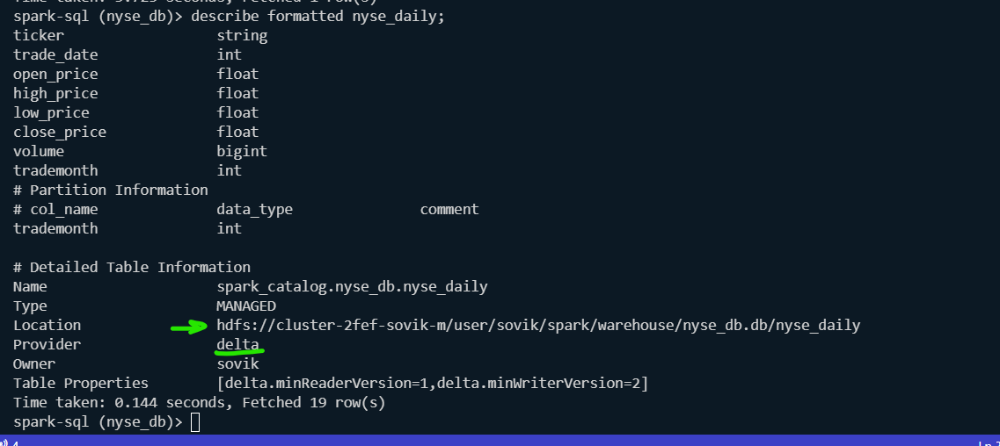 spark-sql (nyse_db)> describe formatted nyse_daily;
ticker                  string
trade_date              int
open_price              float
high_price              float
low_price               float
close_price             float
volume                  bigint
trademonth              int
# Partition Information
# col_name              data_type               comment
trademonth              int
# Detailed Table Information
Name                    spark_catalog.nyse_db.nyse_daily
Type                    MANAGED
Location                hdfs://cluster-2fef-sovik-m/user/sovik/spark/warehouse/nyse_db.db/nyse_daily
Provider                delta
Owner                   sovik
Table Properties        [delta.minReaderVersion=1,delta.minWriterVersion=2]
Time taken: 0.144 seconds, Fetched 19 row(s)
spark-sql (nyse_db)>